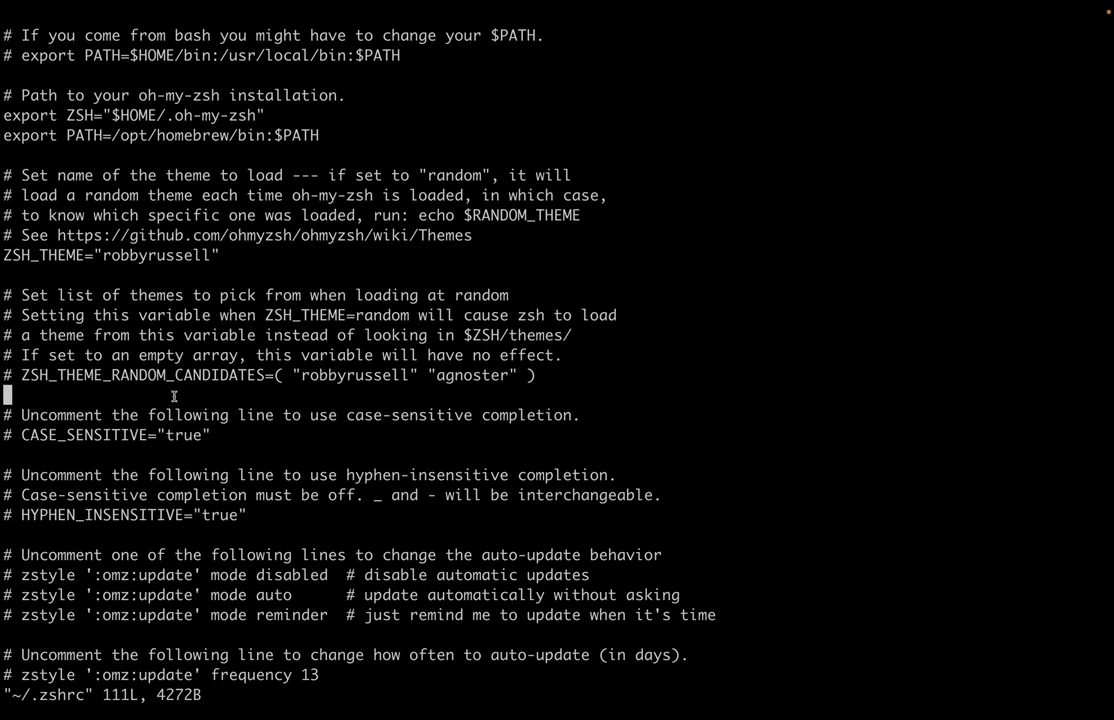 # If you come from bash you might have to change your $PATH.
# export PATH=$HOME/bin:/usr/local/bin:$PATH
# Path to your oh-my-zsh installation.
export ZSH="$HOME/.oh-my-zsh"
export PATH=/opt/homebrew/bin:$PATH
# Set name of the theme to load --- if set to "random", it will
# load a random theme each time oh-my-zsh is loaded, in which case,
# to know which specific one was loaded, run: echo $RANDOM_THEME
# See https://github.com/ohmyzsh/ohmyzsh/wiki/Themes
ZSH_THEME="robbyrussell"
# Set list of themes to pick from when loading at random
# Setting this variable when ZSH_THEME=random will cause zsh to load
# a theme from this variable instead of looking in $ZSH/themes/
# If set to an empty array, this variable will have no effect.
# ZSH_THEME_RANDOM_CANDIDATES=( "robbyrussell" "agnoster" )
# Uncomment the following line to use case-sensitive completion.
# CASE_SENSITIVE="true"
# Uncomment the following line to use hyphen-insensitive completion.
# Case-sensitive completion must be off. _ and - will be interchangeable.
# HYPHEN_INSENSITIVE="true"
# Uncomment one of the following lines to change the auto-update behavior
# zstyle ':omz:update' mode disabled  # disable automatic updates
# zstyle ':omz:update' mode auto      # update automatically without asking
# zstyle ':omz:update' mode reminder  # just remind me to update when it's time
# Uncomment the following line to change how often to auto-update (in days).
# zstyle ':omz:update' frequency 13
"~/.zshrc" 111L, 4272B